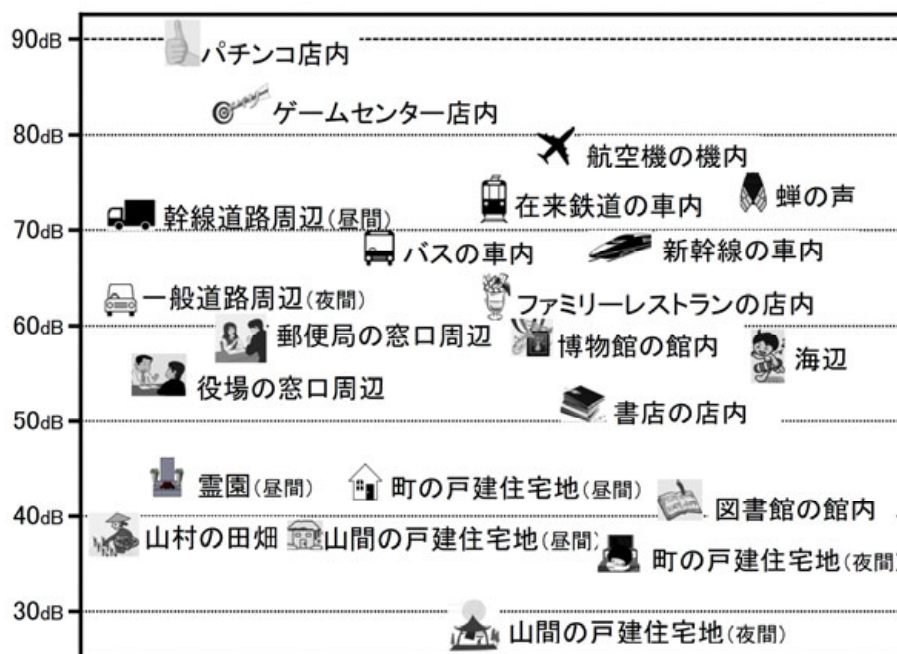 90dB
パチンコ店内
ゲームセンター店内
80dB
航空機の機内
在来鉄道の車内
蝉の声
幹線道路周辺(昼間)
70dB
バスの車内
新幹線の車内
一般道路周辺(夜間)
ファミリーレストランの店内
60dB
郵便局の窓口周辺
博物館の館内
海辺
役場の窓口周辺
書店の店内
50dB
霊園(昼間)
町の戸建住宅地(昼間)
図書館の館内
40dB
山村の田畑
山間の戸建住宅地(昼間)
町の戸建住宅地(夜間)
30dB
山間の戸建住宅地(夜間)